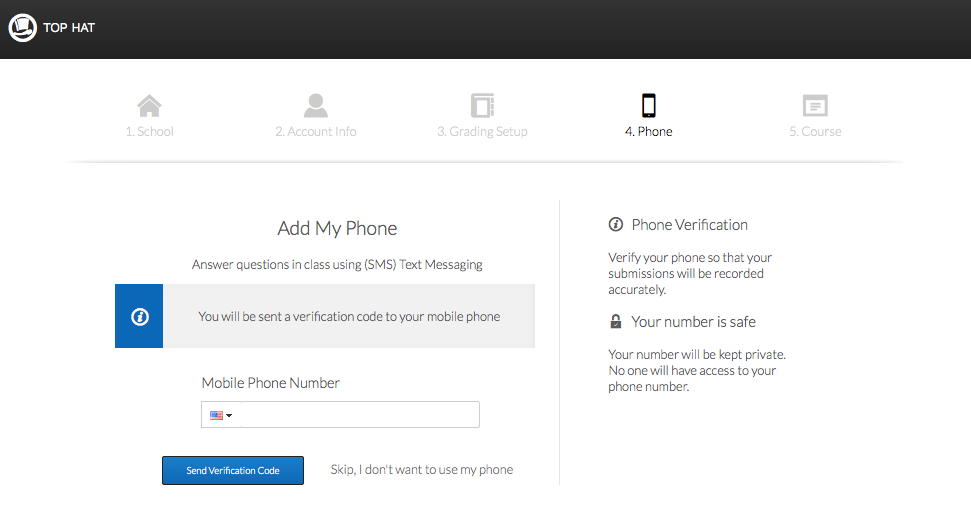 TOP HAT
1. School
2. Account Info
3. Grading Setup
4. Phone
5. Course
Add My Phone
Answer questions in class using (SMS) Text Messaging
You will be sent a verification code to your mobile phone
Mobile Phone Number
Send Verification Code
Skip, I don't want to use my phone
Phone Verification
Verify your phone so that your
submissions will be recorded
accurately.
Your number is safe
Your number will be kept private.
No one will have access to your
phone number.